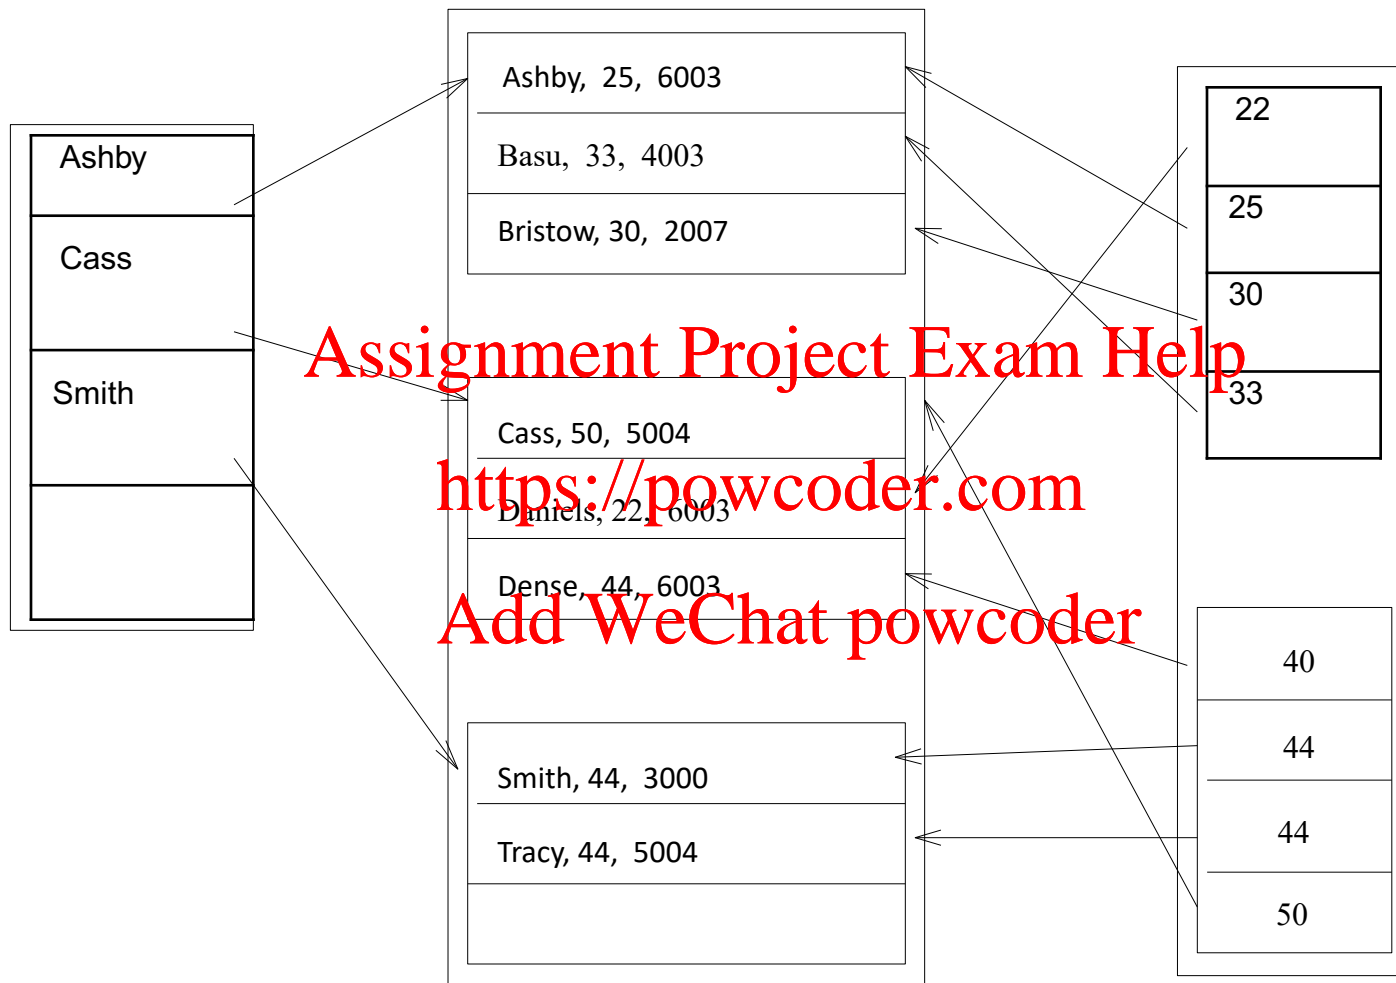 Ashby
Cass
Smith
Ashby, 25, 6003
Basu, 33, 4003
Bristow, 30, 2007
Assignment Project Exam Help
Cass, 50, 5004
https://powcoder.com
Daniels, 22, 6003
Dense, 44, 6003
Add WeChat powcoder
Smith, 44, 3000
Tracy, 44, 5004
22
25
30
33
40
44
44
50